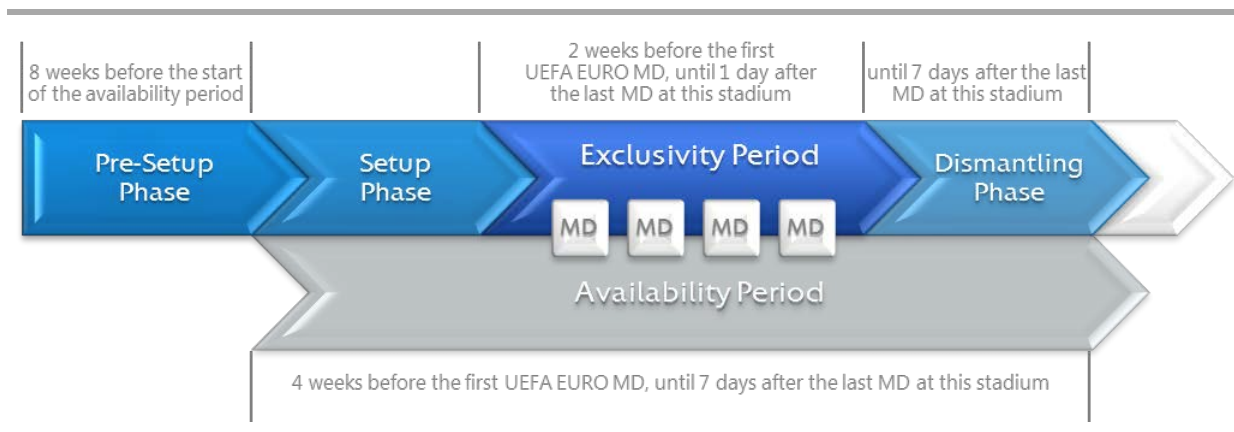 8 weeks before the start
of the availability period
2 weeks before the first
UEFA EURO MD, until 1 day after
the last MD at this stadium
until 7 days after the last
MD at this stadium
Pre-Setup
Phase
Setup
Phase
Exclusivity Period
Dismantling
Phase
MD MD MD MD
Availability Period
4 weeks before the first UEFA EURO MD, until 7 days after the last MD at this stadium